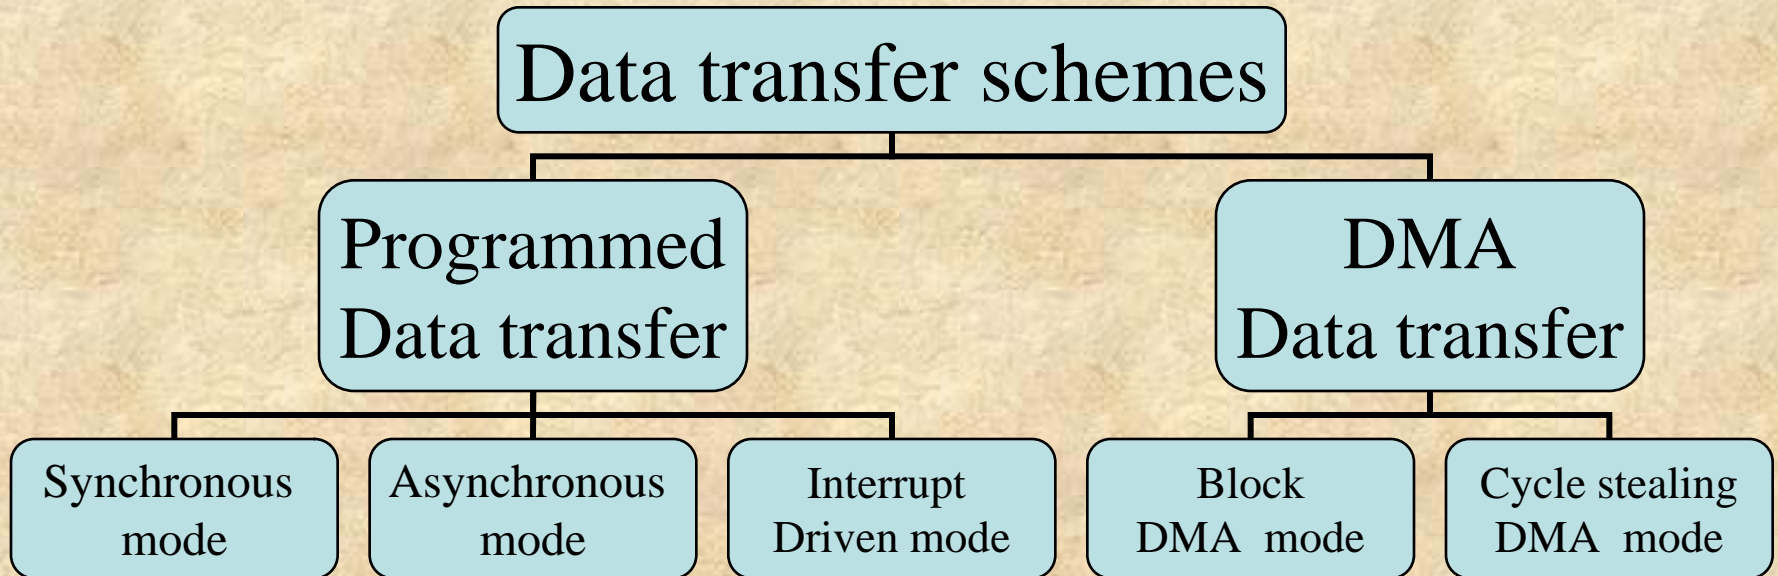 Data transfer schemes
Programmed
Data transfer
DMA
Data transfer
Synchronous
mode
Asynchronous
mode
Interrupt
Driven mode
Block
DMA mode
Cycle stealing
DMA mode